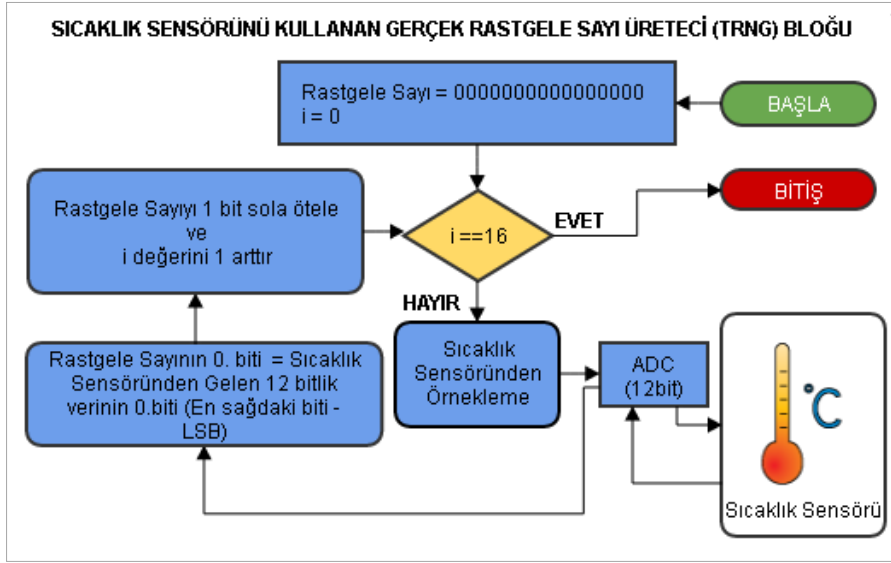 SICAKLIK SENSÖRÜNÜ KULLANAN GERÇEK RASTGELE SAYI ÜRETECİ (TRNG) BLOĞU
Rastgele Sayı = 0000000000000000
i = 0
BAŞLA
BİTİŞ
Rastgele Sayıyı 1 bit sola ötele
ve
i değerini 1 arttır
i ==16
EVET
HAYIR
Rastgele Sayının 0. biti = Sıcaklık
Sensöründen Gelen 12 bitlik
verinin 0.biti (En sağdaki biti -
LSB)
Sıcaklık
Sensöründen
Örnekleme
ADC
(12bit)
°C
Sıcaklık Sensörü